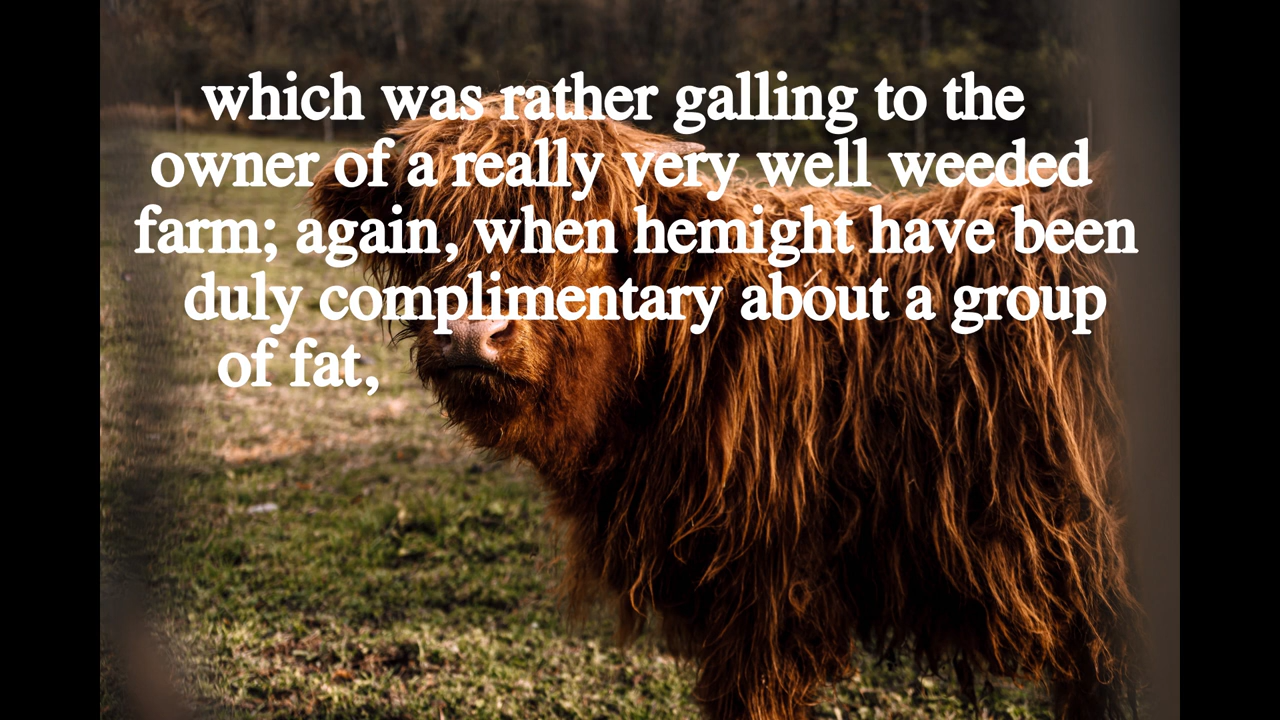 which was rather galling to the
owner of a really very well weeded
farm; again, when hemight have been
duly complimentary about a group
of fat,